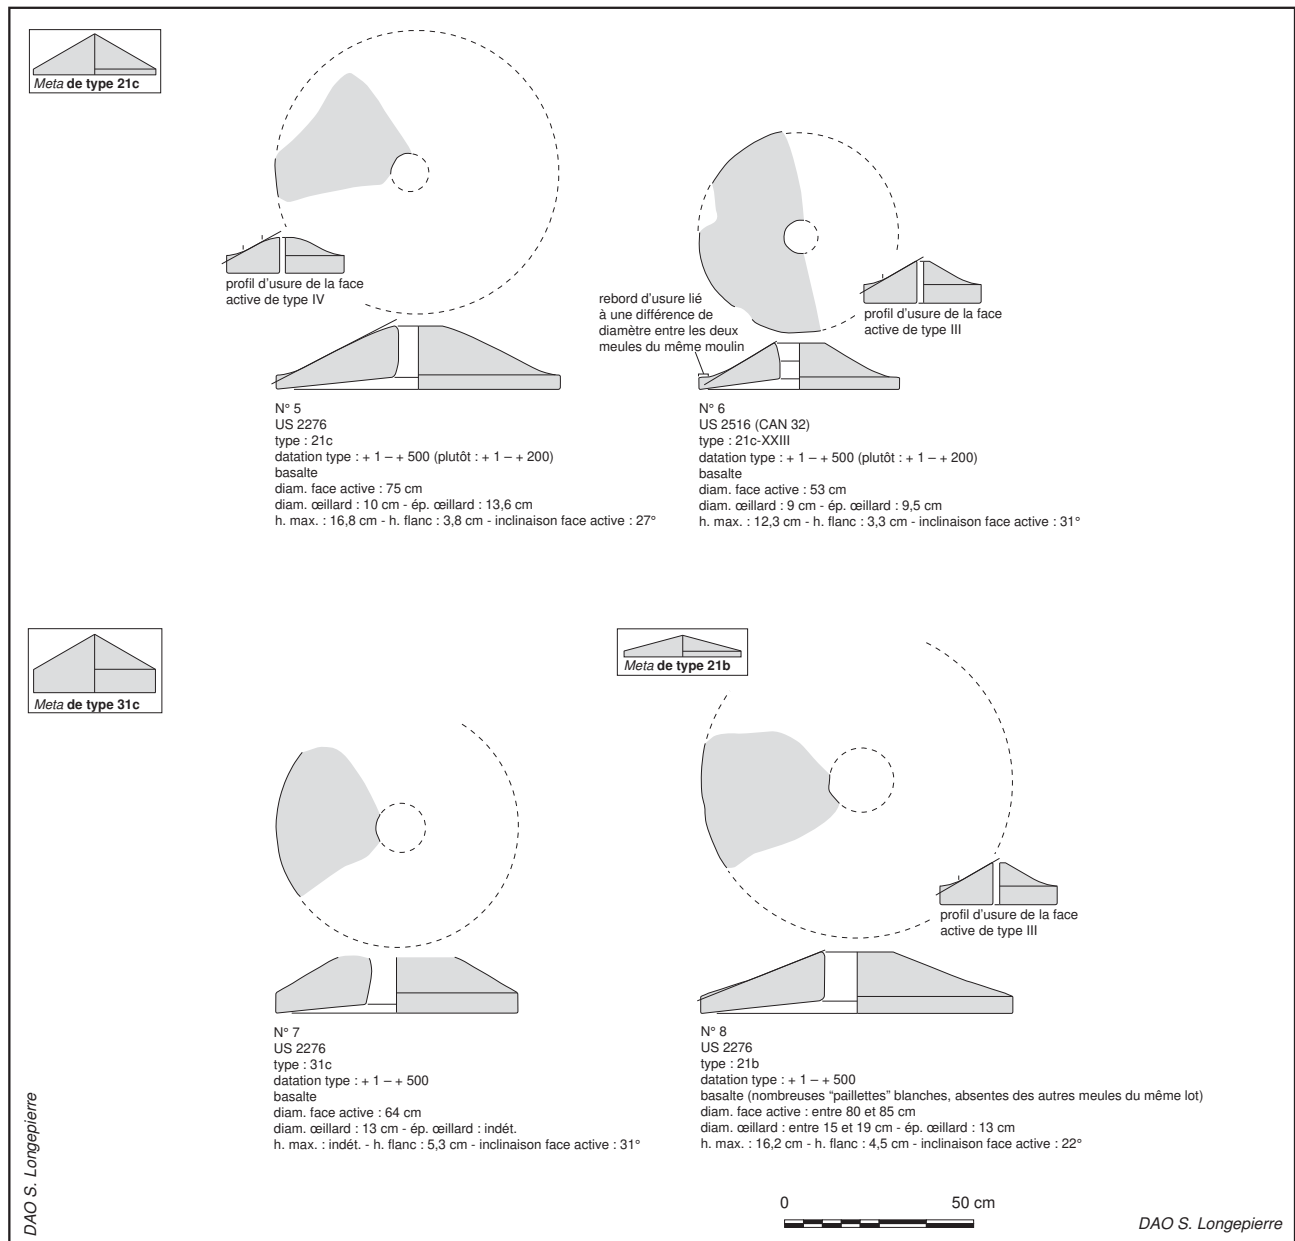 Meta de type 21c
profil d'usure de la face
active de type IV
rebord d'usure lié
à une différence de
diamètre entre les deux
meules du même moulin
profil d'usure de la face
active de type III
N° 5
US 2276
type : 21c
datation type : + 1 – + 500 (plutôt : + 1 – + 200)
basalte
diam. face active : 75 cm
diam. œillard : 10 cm - ép. œillard : 13,6 cm
h. max. : 16,8 cm - h. flanc : 3,8 cm - inclinaison face active : 27°
N° 6
US 2516 (CAN 32)
type : 21c-XXIII
datation type : + 1 – + 500 (plutôt : + 1 – + 200)
basalte
diam. face active : 53 cm
diam. œillard : 9 cm - ép. œillard : 9,5 cm
h. max. : 12,3 cm - h. flanc : 3,3 cm - inclinaison face active : 31°
Meta de type 31c
Meta de type 21b
profil d'usure de la face
active de type III
N° 7
US 2276
type : 31c
datation type : + 1 – + 500
basalte
diam. face active : 64 cm
diam. œillard : 13 cm - ép. œillard : indét.
h. max. : indét. - h. flanc : 5,3 cm - inclinaison face active : 31°
N° 8
US 2276
type : 21b
datation type : + 1 – + 500
basalte (nombreuses “paillettes” blanches, absentes des autres meules du même lot)
diam. face active : entre 80 et 85 cm
diam. œillard : entre 15 et 19 cm - ép. œillard : 13 cm
h. max. : 16,2 cm - h. flanc : 4,5 cm - inclinaison face active : 22°
0 50 cm
DAO S. Longepierre
DAO S. Longepierre